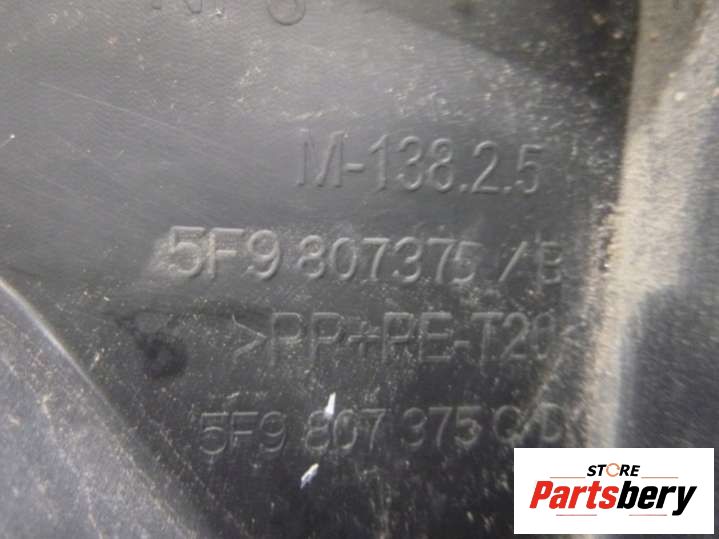 M-138.2.5
5F9 807375 / B
>PP+PE-T20<
5F9 807 375 C/D
STORE
Partsbery